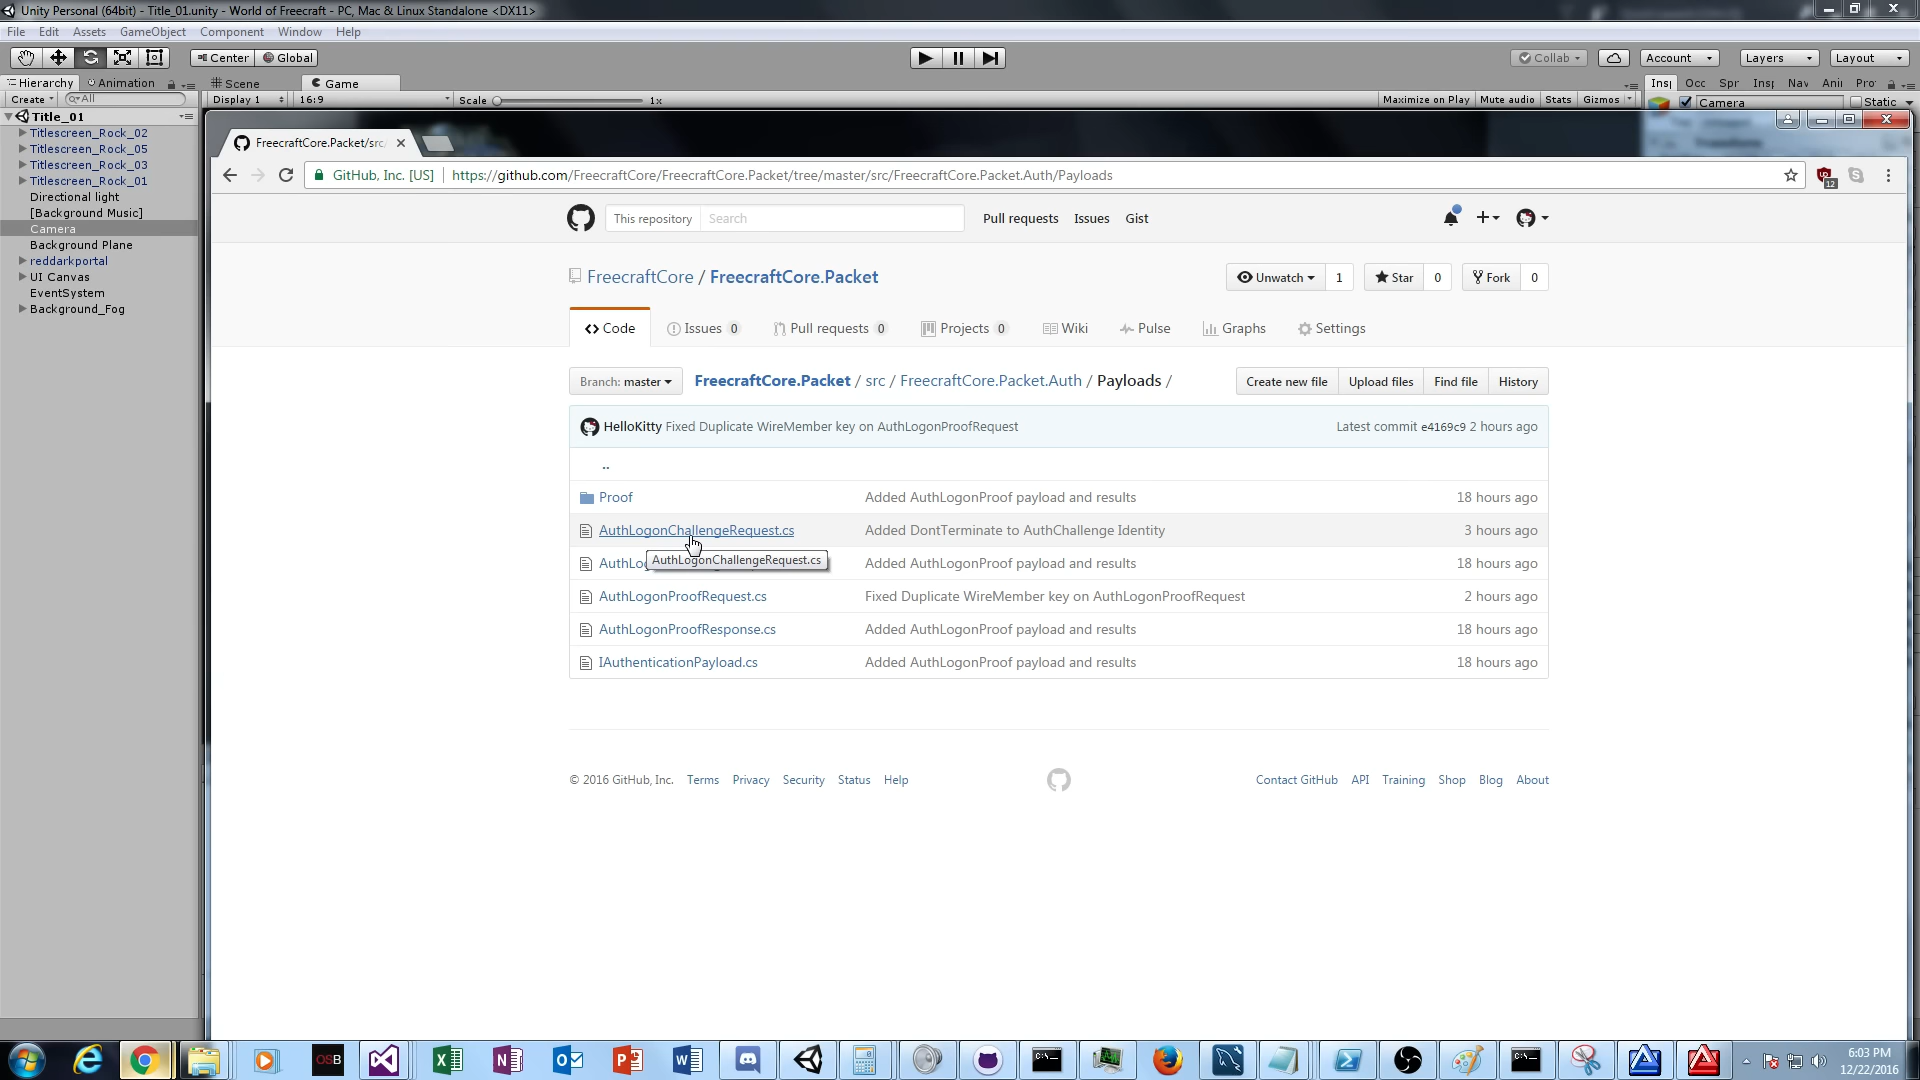 Unity Personal (64bit) - Title_01.unity - World of Freecraft - PC, Mac & Linux Standalone <DX11>
File Edit Assets GameObject Component Window Help
Center Global Collab Account Layers Layout
Hierarchy Animation Scene Game Insp Occ Spr Insp Nav Ani Pro
Create All Display 1 16:9 Scale 1x Maximize on Play Mute audio Stats Gizmos Camera Static
Title_01
Titlescreen_Rock_02
Titlescreen_Rock_05
Titlescreen_Rock_03
Titlescreen_Rock_01
Directional light
[Background Music]
Camera
Background Plane
reddarkportal
UI Canvas
EventSystem
Background_Fog
FreecraftCore.Packet/src/
GitHub, Inc. [US] https://github.com/FreecraftCore/FreecraftCore.Packet/tree/master/src/FreecraftCore.Packet.Auth/Payloads
12
This repository Search Pull requests Issues Gist
FreecraftCore / FreecraftCore.Packet Unwatch 1 Star 0 Fork 0
Code Issues 0 Pull requests 0 Projects 0 Wiki Pulse Graphs Settings
Branch: master FreecraftCore.Packet / src / FreecraftCore.Packet.Auth / Payloads / Create new file Upload files Find file History
HelloKitty Fixed Duplicate WireMember key on AuthLogonProofRequest Latest commit e4169c9 2 hours ago
..
Proof Added AuthLogonProof payload and results 18 hours ago
AuthLogonChallengeRequest.cs Added DontTerminate to AuthChallenge Identity 3 hours ago
AuthLogonChallengeRequest.cs
AuthLo Added AuthLogonProof payload and results 18 hours ago
AuthLogonProofRequest.cs Fixed Duplicate WireMember key on AuthLogonProofRequest 2 hours ago
AuthLogonProofResponse.cs Added AuthLogonProof payload and results 18 hours ago
IAuthenticationPayload.cs Added AuthLogonProof payload and results 18 hours ago
© 2016 GitHub, Inc. Terms Privacy Security Status Help Contact GitHub API Training Shop Blog About
OSB
6:03 PM
12/22/2016